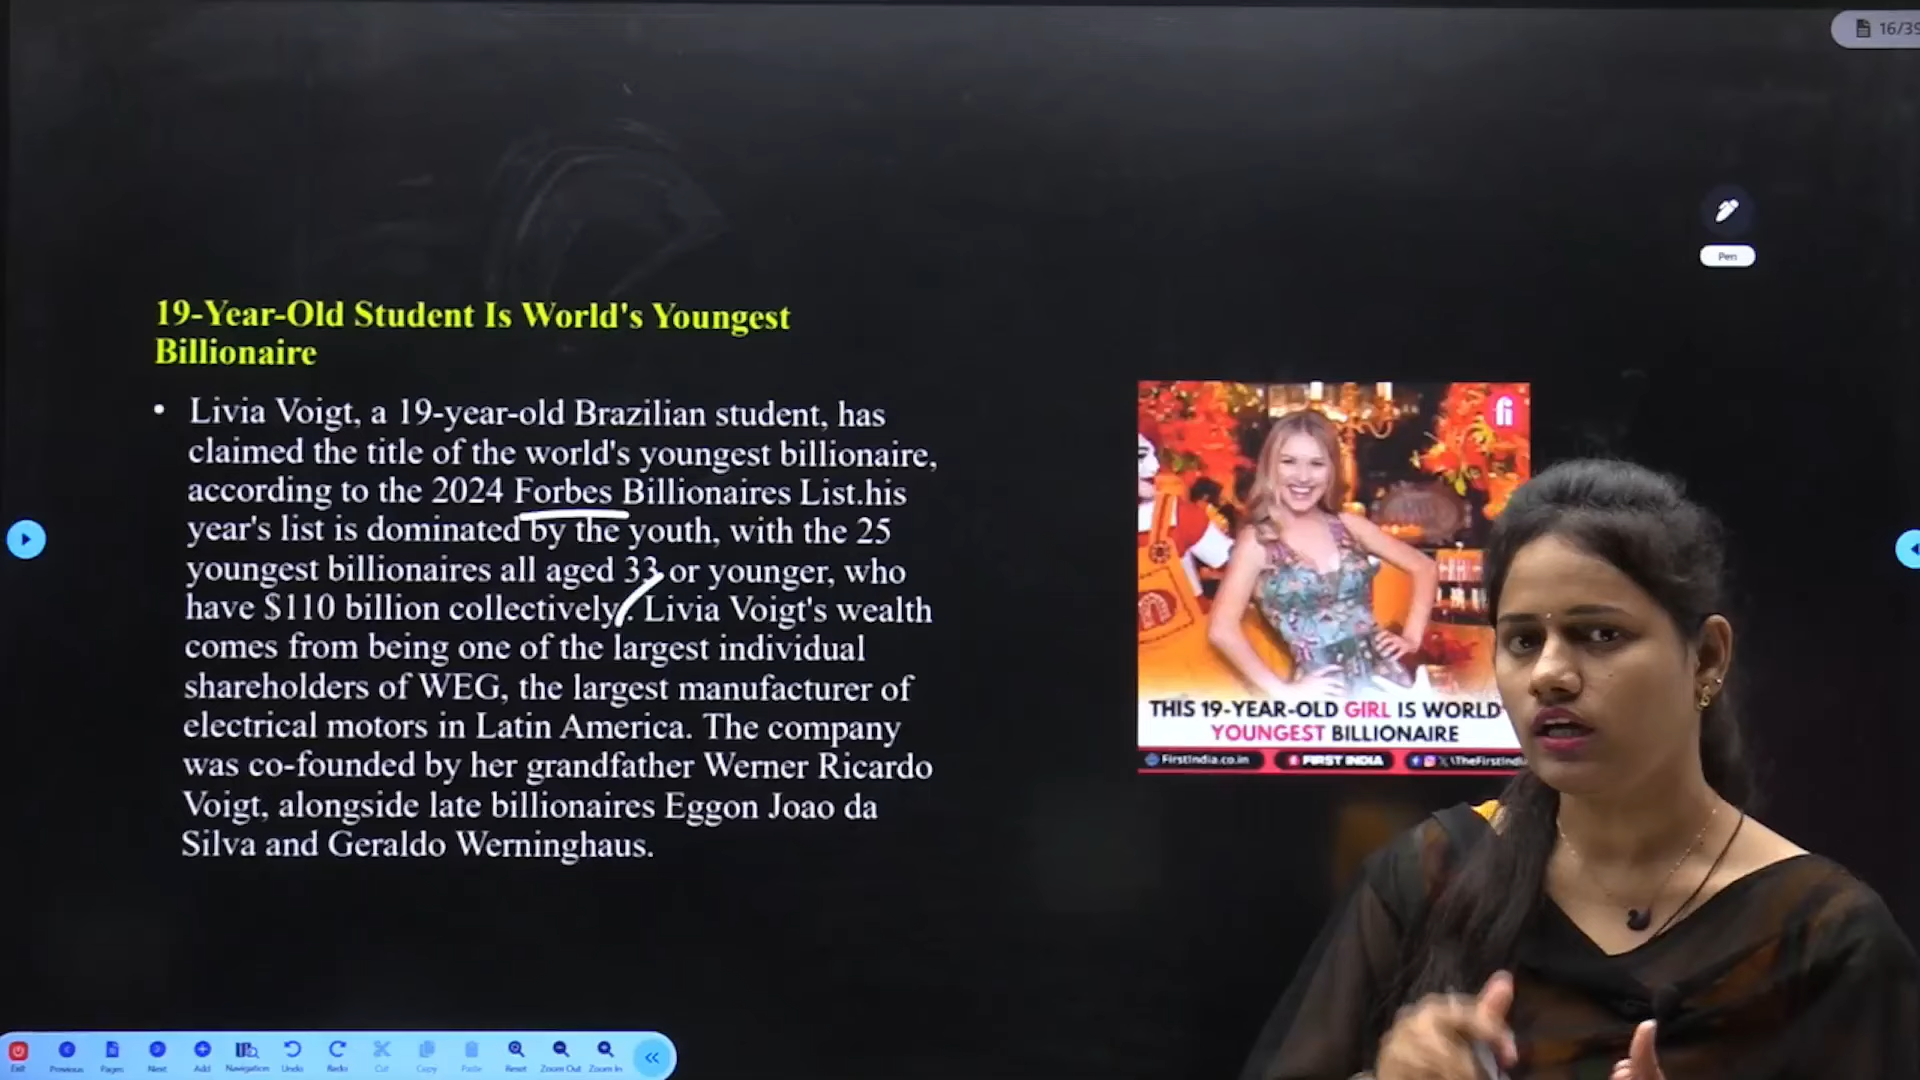 16/39
Pen
19-Year-Old Student Is World's Youngest
Billionaire
• Livia Voigt, a 19-year-old Brazilian student, has
claimed the title of the world's youngest billionaire,
according to the 2024 Forbes Billionaires List.his
year's list is dominated by the youth, with the 25
youngest billionaires all aged 33 or younger, who
have $110 billion collectively. Livia Voigt's wealth
comes from being one of the largest individual
shareholders of WEG, the largest manufacturer of
electrical motors in Latin America. The company
was co-founded by her grandfather Werner Ricardo
Voigt, alongside late billionaires Eggon Joao da
Silva and Geraldo Werninghaus.
fi
THIS 19-YEAR-OLD GIRL IS WORLD'
YOUNGEST BILLIONAIRE
Firstindia.co.in FIRST INDIA \TheFirstindi
Exit Previous Pages Next Add Navigation Undo Redo Cut Copy Paste Reset Zoom Out Zoom In